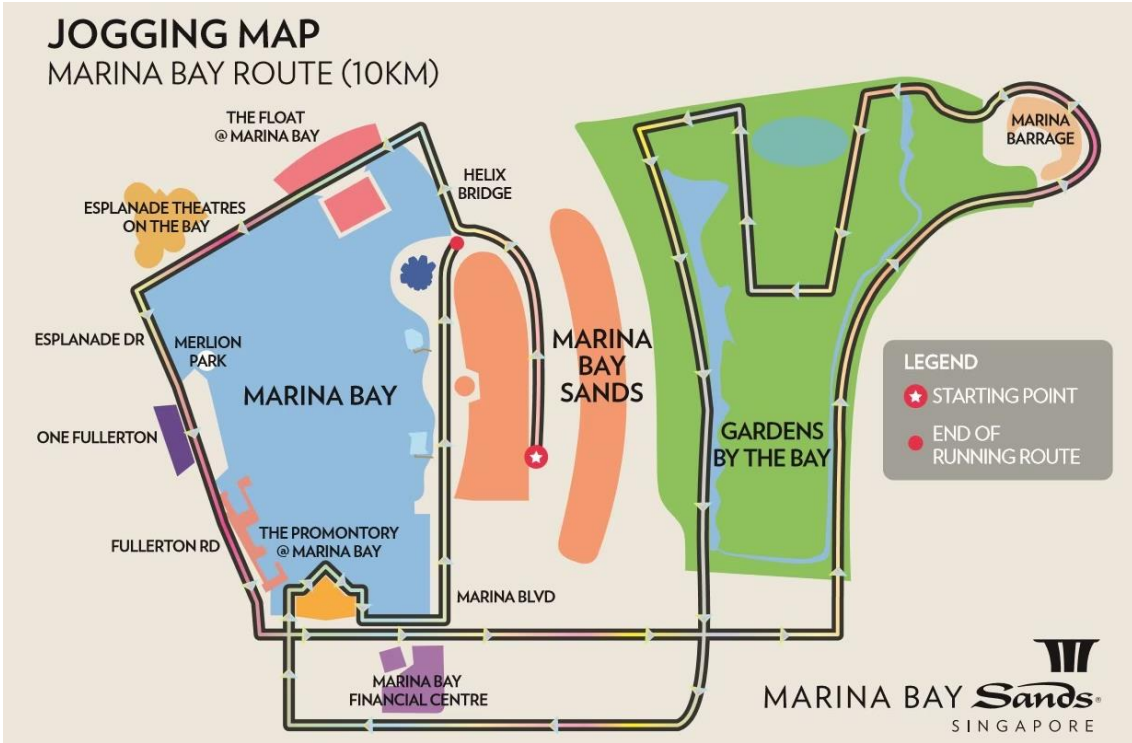 JOGGING MAP
MARINA BAY ROUTE (10KM)
THE FLOAT
@ MARINA BAY
HELIX
BRIDGE
MARINA
BARRAGE
ESPLANADE THEATRES
ON THE BAY
ESPLANADE DR
MERLION
PARK
MARINA BAY
MARINA
BAY
SANDS
ONE FULLERTON
GARDENS
BY THE BAY
LEGEND
STARTING POINT
END OF
RUNNING ROUTE
FULLERTON RD
THE PROMONTORY
@ MARINA BAY
MARINA BLVD
MARINA BAY
FINANCIAL CENTRE
MARINA BAY Sands®
SINGAPORE